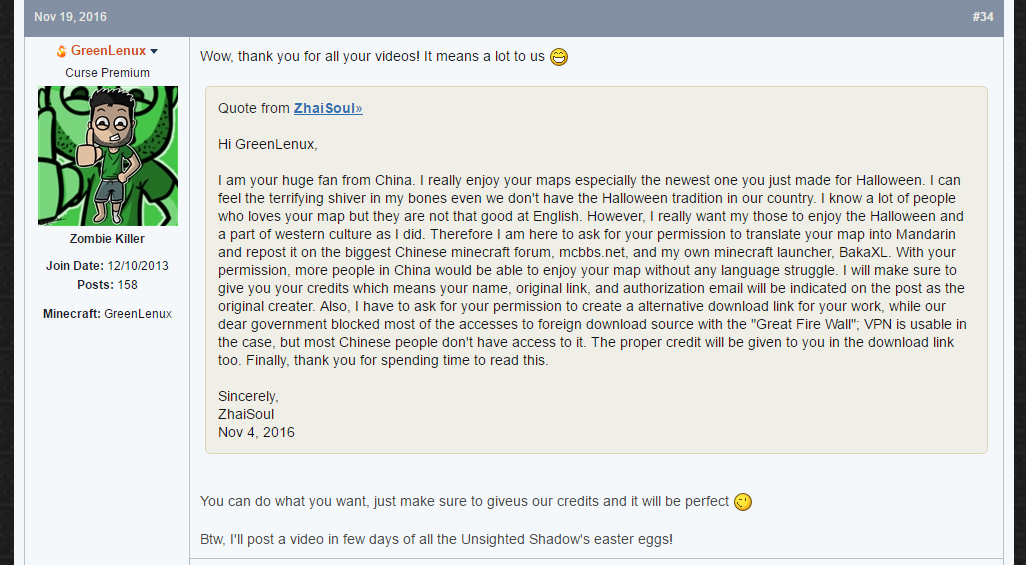 Nov 19, 2016
#34
GreenLenux
Curse Premium
Zombie Killer
Join Date: 12/10/2013
Posts: 158
Minecraft: GreenLenux
Wow, thank you for all your videos! It means a lot to us
Quote from ZhaiSoul»
Hi GreenLenux,
I am your huge fan from China. I really enjoy your maps especially the newest one you just made for Halloween. I can
feel the terrifying shiver in my bones even we don't have the Halloween tradition in our country. I know a lot of people
who loves your map but they are not that good at English. However, I really want my those to enjoy the Halloween and
a part of western culture as I did. Therefore I am here to ask for your permission to translate your map into Mandarin
and repost it on the biggest Chinese minecraft forum, mcbbs.net, and my own minecraft launcher, BakaXL. With your
permission, more people in China would be able to enjoy your map without any language struggle. I will make sure to
give you your credits which means your name, original link, and authorization email will be indicated on the post as the
original creater. Also, I have to ask for your permission to create a alternative download link for your work, while our
dear government blocked most of the accesses to foreign download source with the "Great Fire Wall"; VPN is usable in
the case, but most Chinese people don't have access to it. The proper credit will be given to you in the download link
too. Finally, thank you for spending time to read this.
Sincerely,
ZhaiSoul
Nov 4, 2016
You can do what you want, just make sure to giveus our credits and it will be perfect
Btw, I'll post a video in few days of all the Unsighted Shadow's easter eggs!